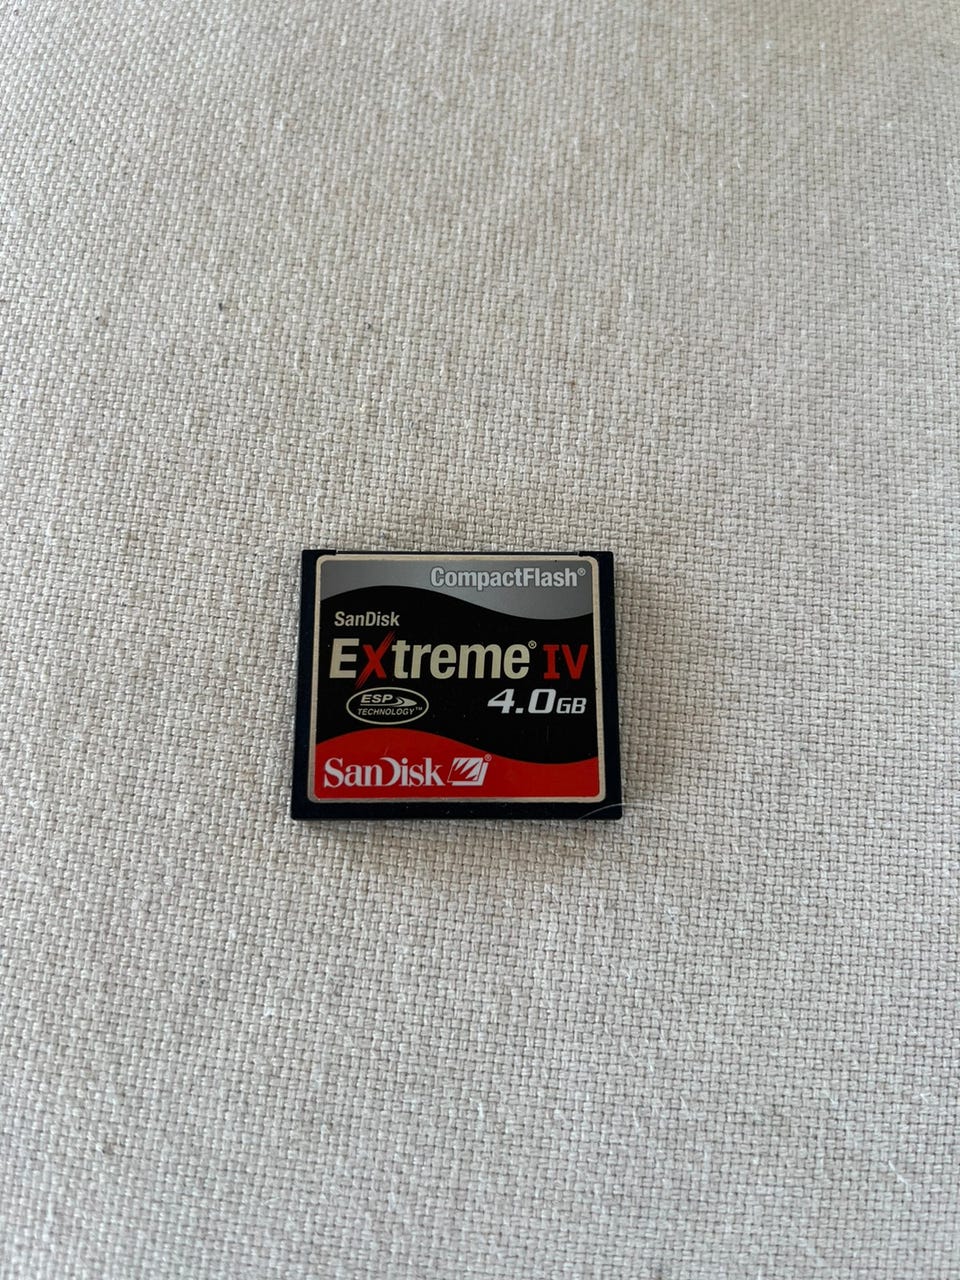 CompactFlash®
SanDisk
Extreme® IV
ESP
TECHNOLOGY™
4.0GB
SanDisk®